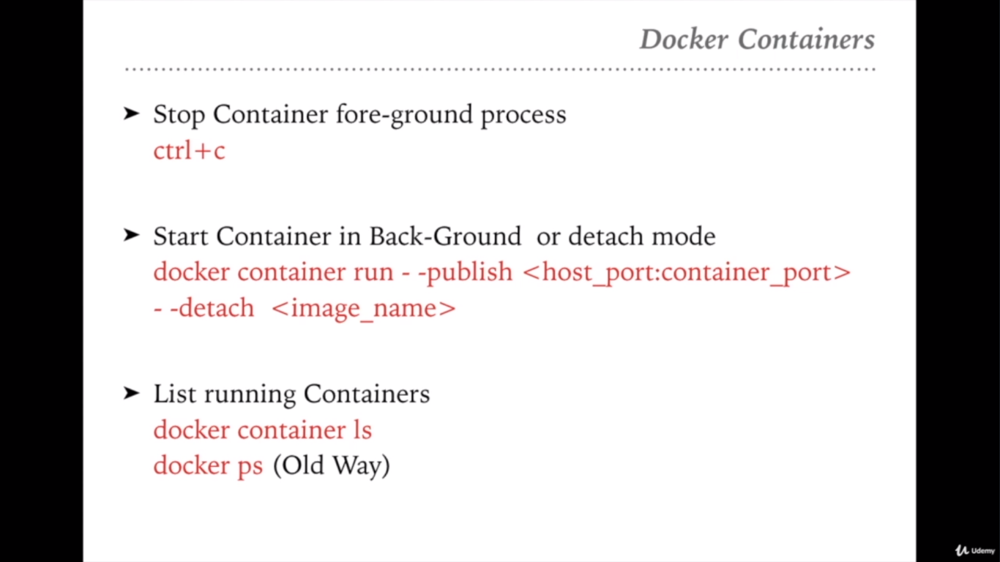 Docker Containers
➤ Stop Container fore-ground process
ctrl+c
➤ Start Container in Back-Ground  or detach mode
docker container run - -publish <host_port:container_port>
- -detach  <image_name>
➤ List running Containers
docker container ls
docker ps (Old Way)
Udemy